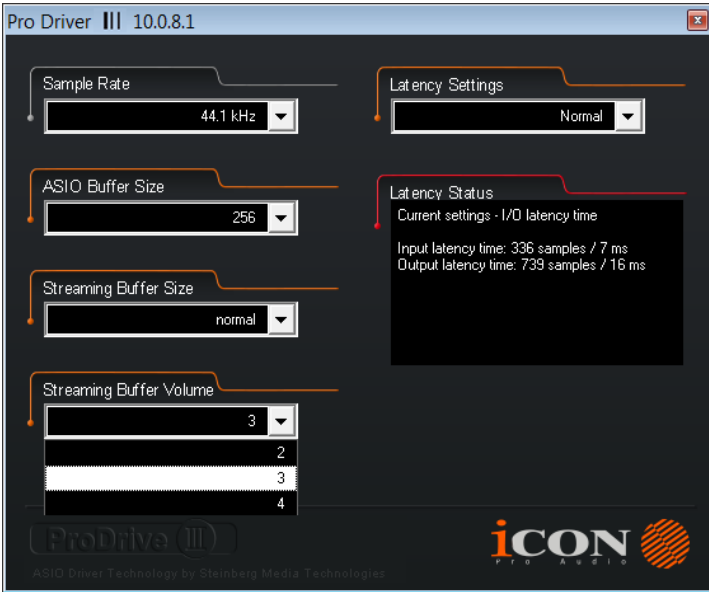 Pro Driver III 10.0.8.1
Sample Rate
44.1 kHz
ASIO Buffer Size
256
Streaming Buffer Size
normal
Streaming Buffer Volume
3
2
3
4
Latency Settings
Normal
Latency Status
Current settings - I/O latency time
Input latency time: 336 samples / 7 ms
Output latency time: 739 samples / 16 ms
ProDrive III
ASIO Driver Technology by Steinberg Media Technologies
iCON
Pro Audio